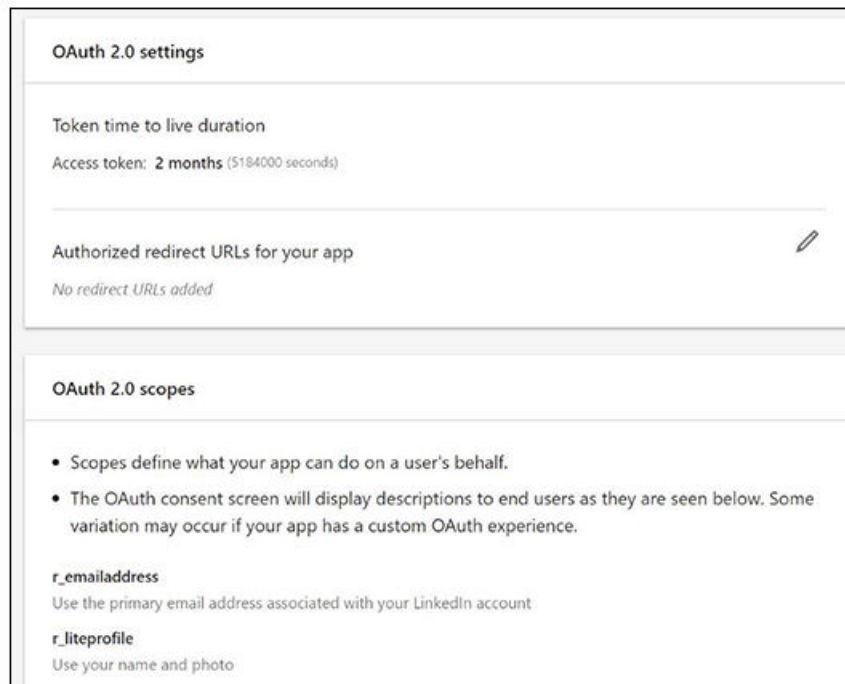 OAuth 2.0 settings
Token time to live duration
Access token: 2 months (5184000 seconds)
Authorized redirect URLs for your app
No redirect URLs added
OAuth 2.0 scopes
• Scopes define what your app can do on a user's behalf.
• The OAuth consent screen will display descriptions to end users as they are seen below. Some
variation may occur if your app has a custom OAuth experience.
r_emailaddress
Use the primary email address associated with your LinkedIn account
r_liteprofile
Use your name and photo